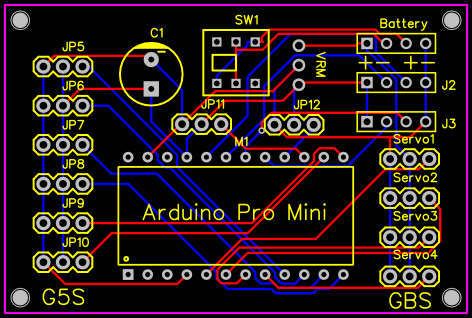 SW1
Battery
C1
JP5
VRM
+ - + -
JP6
J2
JP11
JP12
JP7
J3
M1
Servo1
JP8
Servo2
JP9
Arduino Pro Mini
Servo3
JP10
Servo4
G5S
GBS